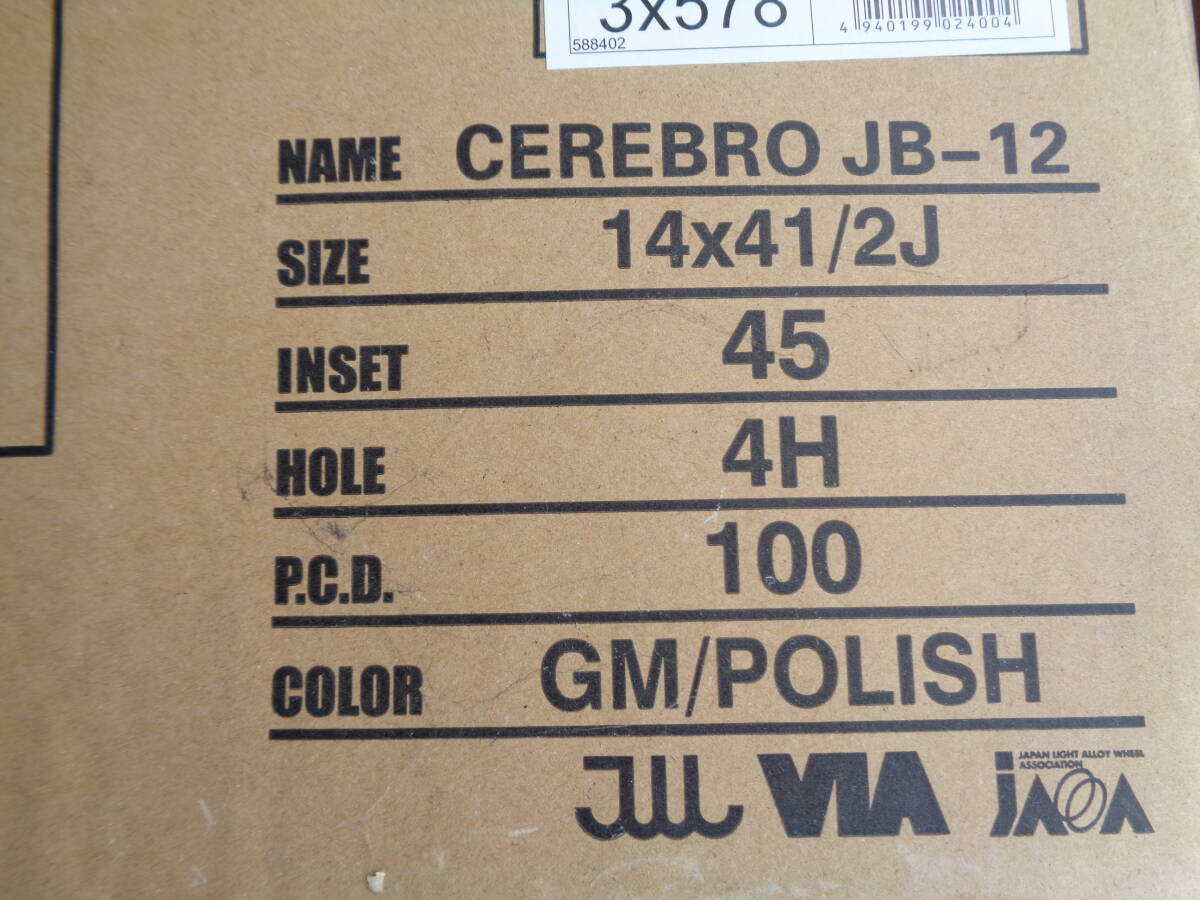 3x578
588402
4 940199 024004
NAME CEREBRO JB-12
SIZE 14x41/2J
INSET 45
HOLE 4H
P.C.D. 100
COLOR GM/POLISH
JWL VIA JAPAN LIGHT ALLOY WHEEL
ASSOCIATION
JAWA